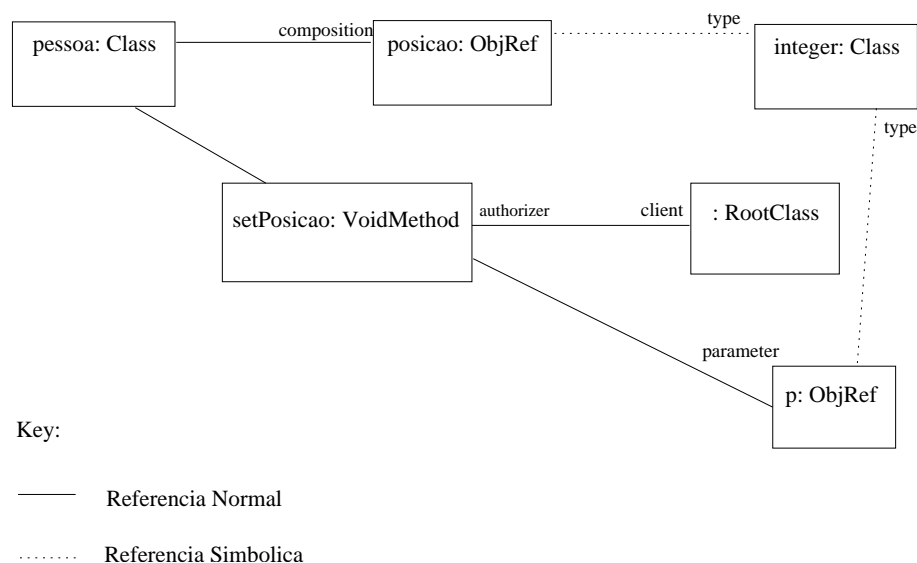 type
composition
pessoa: Class
posicao: ObjRef
integer: Class
type
setPosicao: VoidMethod
authorizer
client
: RootClass
parameter
p: ObjRef
Key:
Referencia Normal
Referencia Simbolica